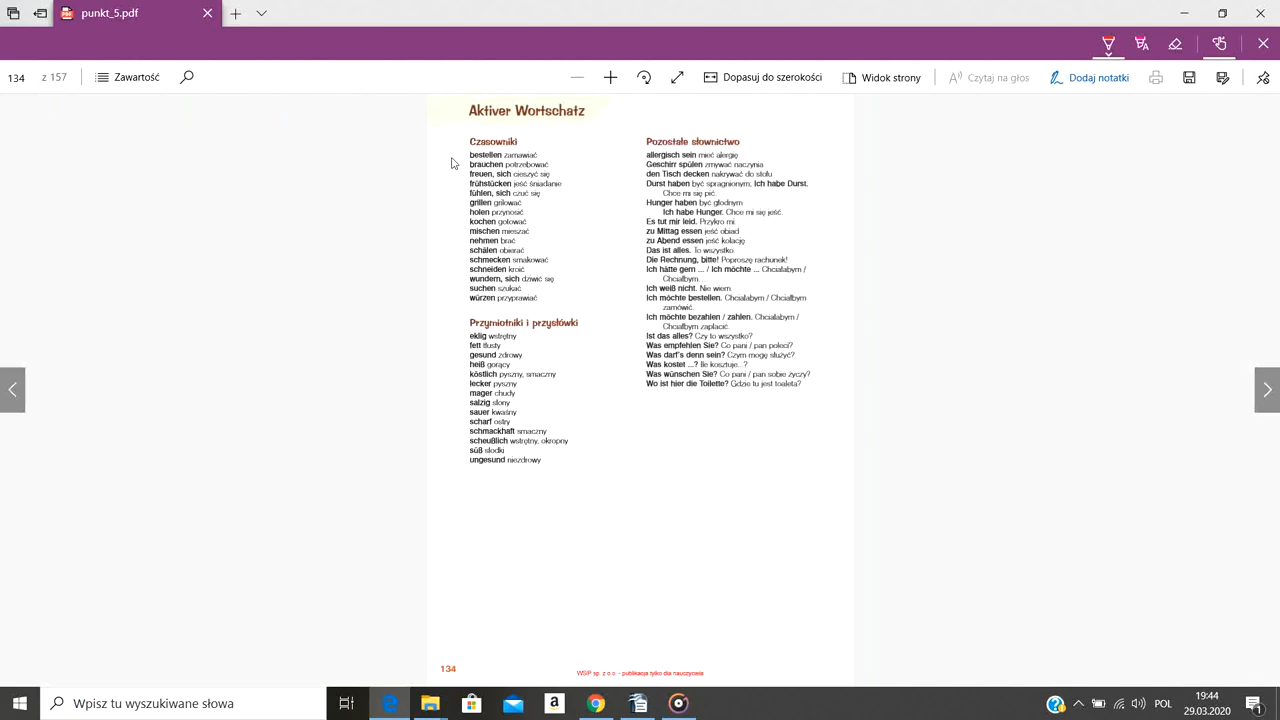 punkt_5.pdf
134 z 157 Zawartość Dopasuj do szerokości Widok strony Czytaj na głos Dodaj notatki
Aktiver Wortschatz
Czasowniki
bestellen zamawiać
brauchen potrzebować
freuen, sich cieszyć się
frühstücken jeść śniadanie
fühlen, sich czuć się
grillen grilować
holen przynosić
kochen gotować
mischen mieszać
nehmen brać
schälen obierać
schmecken smakować
schneiden kroić
wundern, sich dziwić się
suchen szukać
würzen przyprawiać
Przymiotniki i przysłówki
eklig wstrętny
fett tłusty
gesund zdrowy
heiß gorący
köstlich pyszny, smaczny
lecker pyszny
mager chudy
salzig słony
sauer kwaśny
scharf ostry
schmackhaft smaczny
scheußlich wstrętny, okropny
süß słodki
ungesund niezdrowy
Pozostałe słownictwo
allergisch sein mieć alergię
Geschirr spülen zmywać naczynia
den Tisch decken nakrywać do stołu
Durst haben być spragnionym; Ich habe Durst.
Chce mi się pić.
Hunger haben być głodnym
Ich habe Hunger. Chce mi się jeść.
Es tut mir leid. Przykro mi.
zu Mittag essen jeść obiad
zu Abend essen jeść kolację
Das ist alles. To wszystko.
Die Rechnung, bitte! Poproszę rachunek!
Ich hätte gern ... / Ich möchte ... Chciałabym /
Chciałbym...
Ich weiß nicht. Nie wiem.
Ich möchte bestellen. Chciałabym / Chciałbym
zamówić.
Ich möchte bezahlen / zahlen. Chciałabym /
Chciałbym zapłacić.
Ist das alles? Czy to wszystko?
Was empfehlen Sie? Co pani / pan poleci?
Was darf's denn sein? Czym mogę służyć?
Was kostet ...? Ile kosztuje...?
Was wünschen Sie? Co pani / pan sobie życzy?
Wo ist hier die Toilette? Gdzie tu jest toaleta?
134
WSiP sp. z o.o. - publikacja tylko dla nauczyciela
Wpisz tu wyszukiwane słowa
POL
19:44
29.03.2020